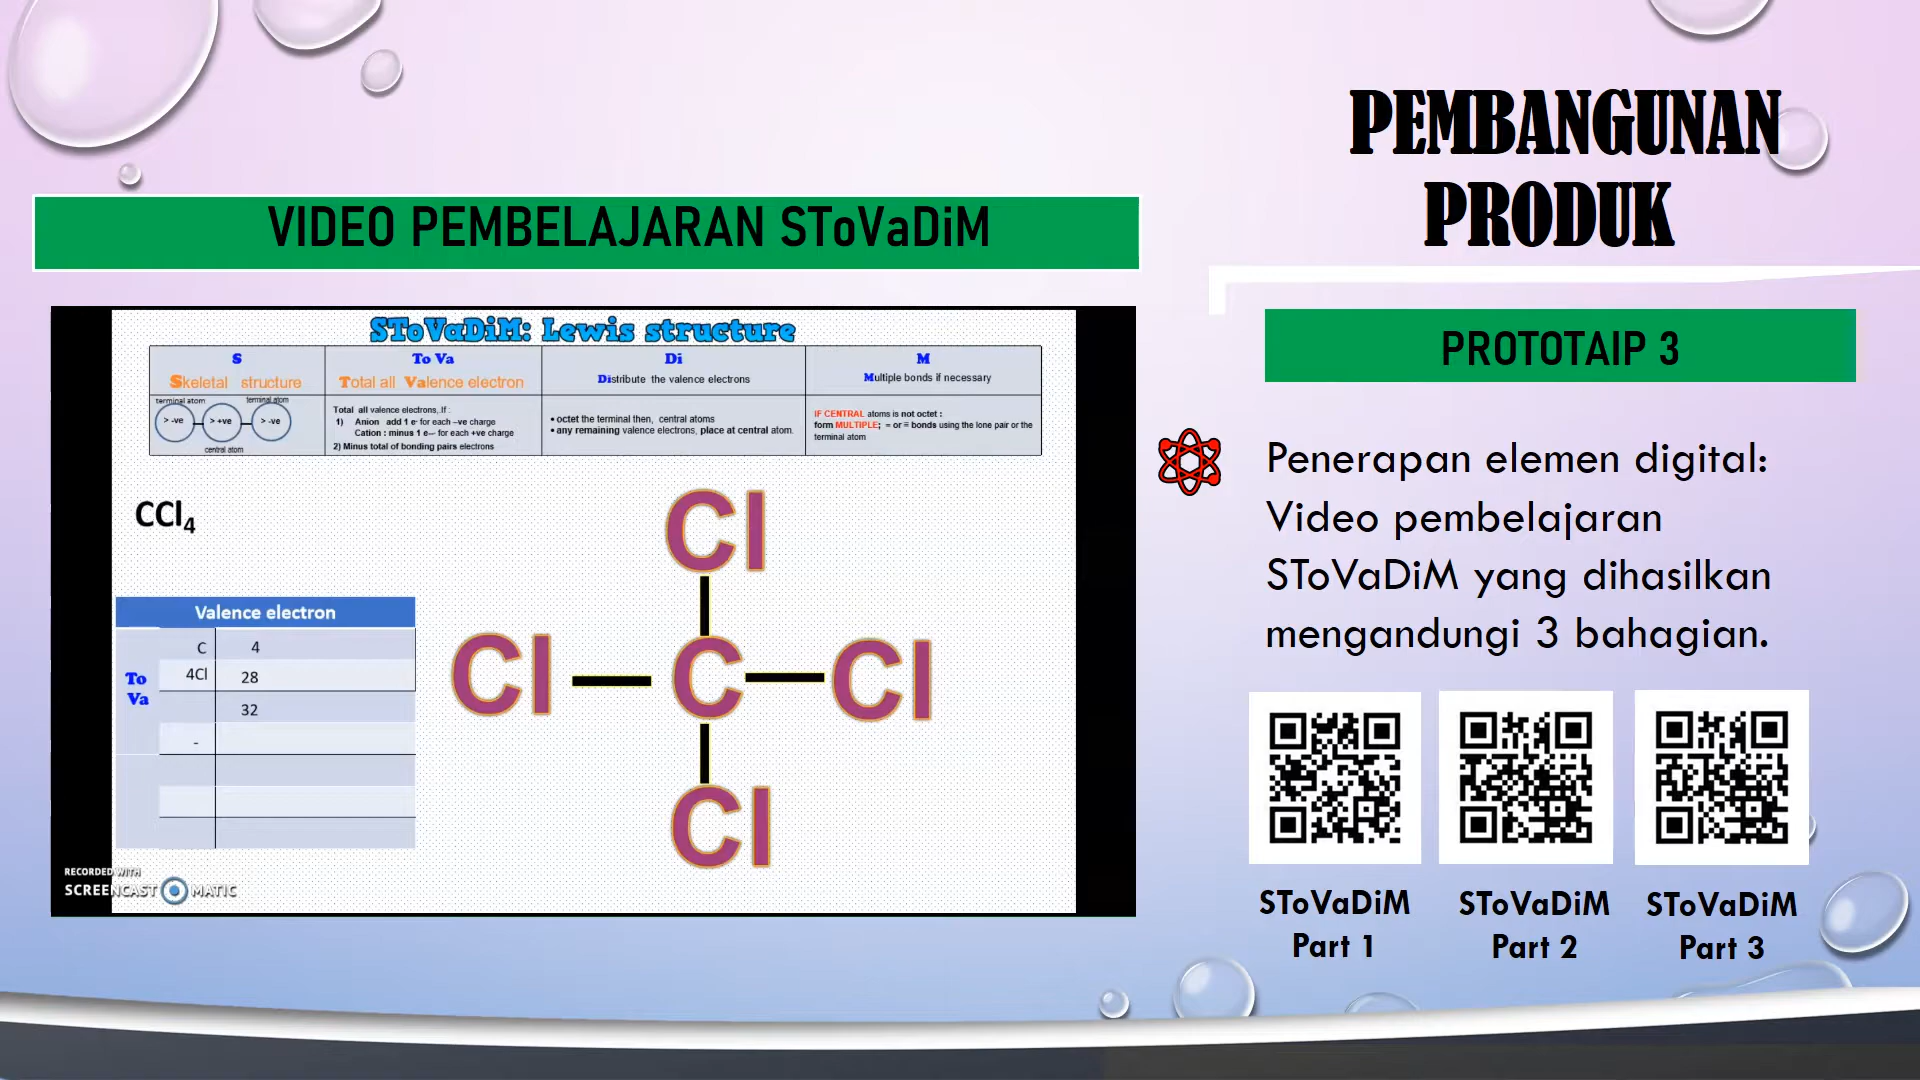 PEMBANGUNAN
PRODUK
VIDEO PEMBELAJARAN SToVaDiM
SToVaDiM: Lewis structure
S
Skeletal structure
To Va
Total all Valence electron
Di
Distribute the valence electrons
M
Multiple bonds if necessary
terminal atom
terminal atom
> -ve
> +ve
> -ve
central atom
Total all valence electrons, If :
1) Anion add 1 e- for each –ve charge
Cation : minus 1 e–- for each +ve charge
2) Minus total of bonding pairs electrons
• octet the terminal then, central atoms
• any remaining valence electrons, place at central atom.
IF CENTRAL atoms is not octet :
form MULTIPLE; = or ≡ bonds using the lone pair or the
terminal atom
CCl₄
Valence electron
To
Va
C 4
4Cl 28
32
-
Cl
Cl C Cl
Cl
RECORDED WITH
SCREENCAST MATIC
PROTOTAIP 3
Penerapan elemen digital:
Video pembelajaran
SToVaDiM yang dihasilkan
mengandungi 3 bahagian.
SToVaDiM
Part 1
SToVaDiM
Part 2
SToVaDiM
Part 3